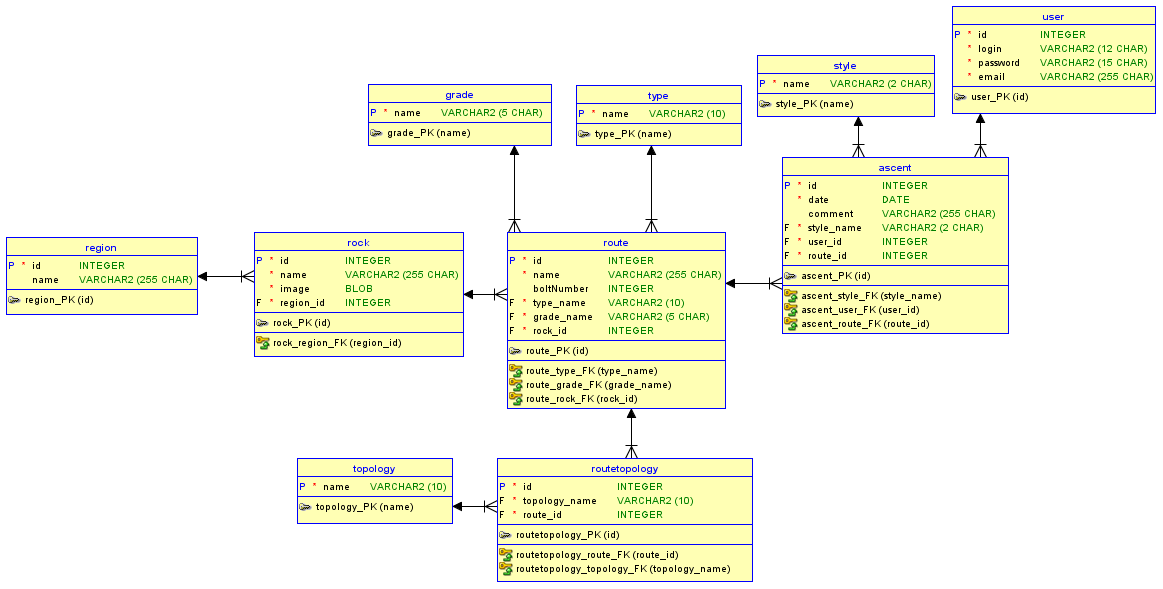 user
P * id INTEGER
* login VARCHAR2 (12 CHAR)
* password VARCHAR2 (15 CHAR)
* email VARCHAR2 (255 CHAR)
user_PK (id)
style
P * name VARCHAR2 (2 CHAR)
style_PK (name)
grade
P * name VARCHAR2 (5 CHAR)
grade_PK (name)
type
P * name VARCHAR2 (10)
type_PK (name)
ascent
P * id INTEGER
* date DATE
comment VARCHAR2 (255 CHAR)
F * style_name VARCHAR2 (2 CHAR)
F * user_id INTEGER
F * route_id INTEGER
ascent_PK (id)
ascent_style_FK (style_name)
ascent_user_FK (user_id)
ascent_route_FK (route_id)
region
P * id INTEGER
name VARCHAR2 (255 CHAR)
region_PK (id)
rock
P * id INTEGER
* name VARCHAR2 (255 CHAR)
* image BLOB
F * region_id INTEGER
rock_PK (id)
rock_region_FK (region_id)
route
P * id INTEGER
* name VARCHAR2 (255 CHAR)
boltNumber INTEGER
F * type_name VARCHAR2 (10)
F * grade_name VARCHAR2 (5 CHAR)
F * rock_id INTEGER
route_PK (id)
route_type_FK (type_name)
route_grade_FK (grade_name)
route_rock_FK (rock_id)
topology
P * name VARCHAR2 (10)
topology_PK (name)
routetopology
P * id INTEGER
F * topology_name VARCHAR2 (10)
F * route_id INTEGER
routetopology_PK (id)
routetopology_route_FK (route_id)
routetopology_topology_FK (topology_name)